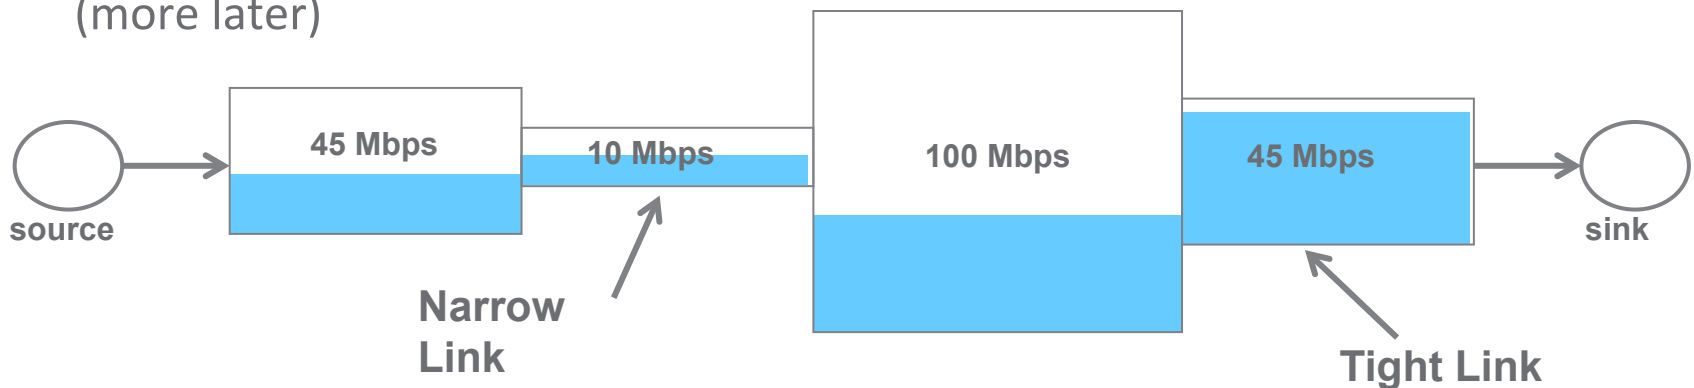 (more later)
45 Mbps
10 Mbps
100 Mbps
45 Mbps
source
sink
Narrow
Link
Tight Link